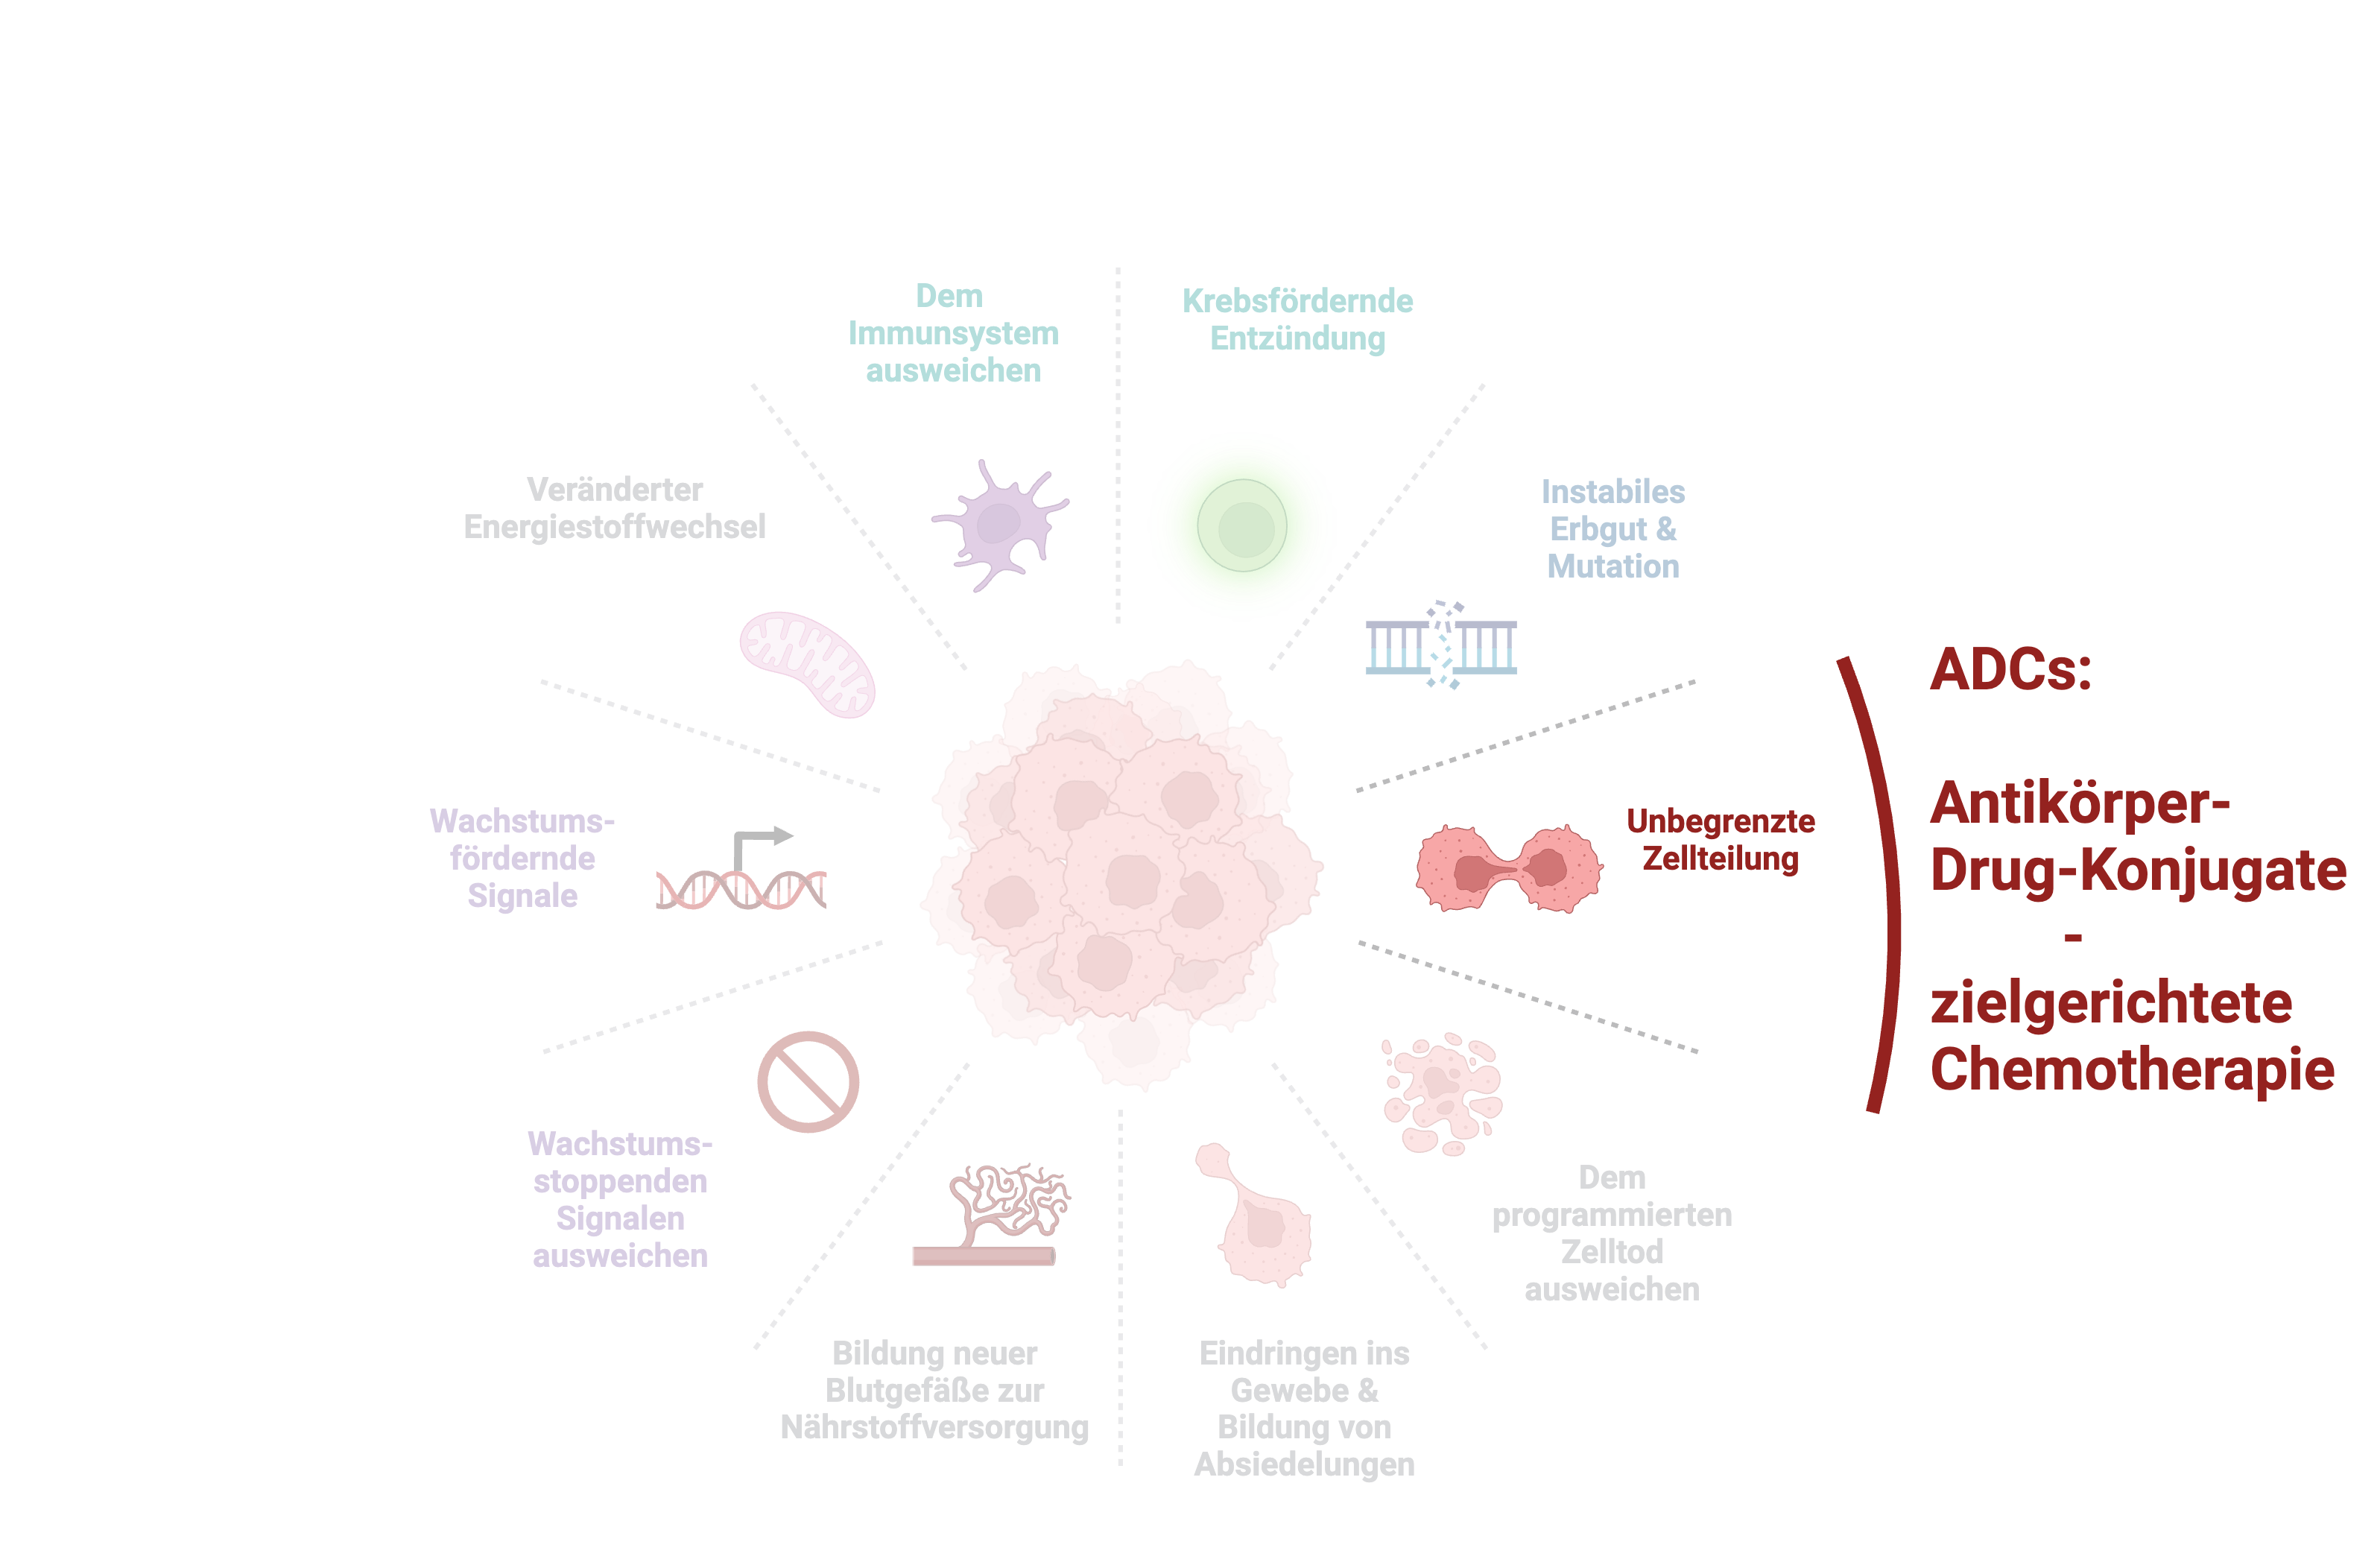 Dem
Immunsystem
ausweichen
Krebsfördernde
Entzündung
Veränderter
Energiestoffwechsel
Instabiles
Erbgut &
Mutation
Wachstums-
fördernde
Signale
Unbegrenzte
Zellteilung
ADCs:
Antikörper-
Drug-Konjugate
-
zielgerichtete
Chemotherapie
Wachstums-
stoppenden
Signalen
ausweichen
Dem
programmierten
Zelltod
ausweichen
Bildung neuer
Blutgefäße zur
Nährstoffversorgung
Eindringen ins
Gewebe &
Bildung von
Absiedelungen